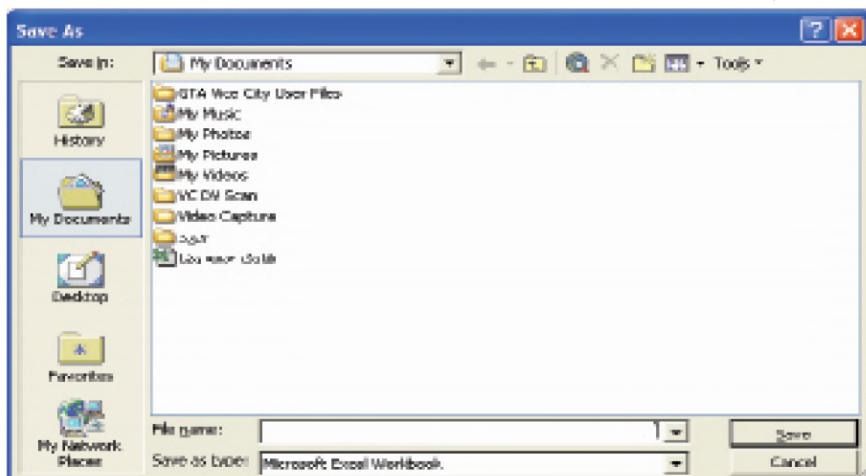 Save As
Save in: My Documents Tools
History
My Documents
Desktop
Favorites
My Network Places
GTA Vice City User Files
My Music
My Photos
My Pictures
My Videos
VC DV Scan
Video Capture
File name: Save
Save as type: Microsoft Excel Workbook Cancel